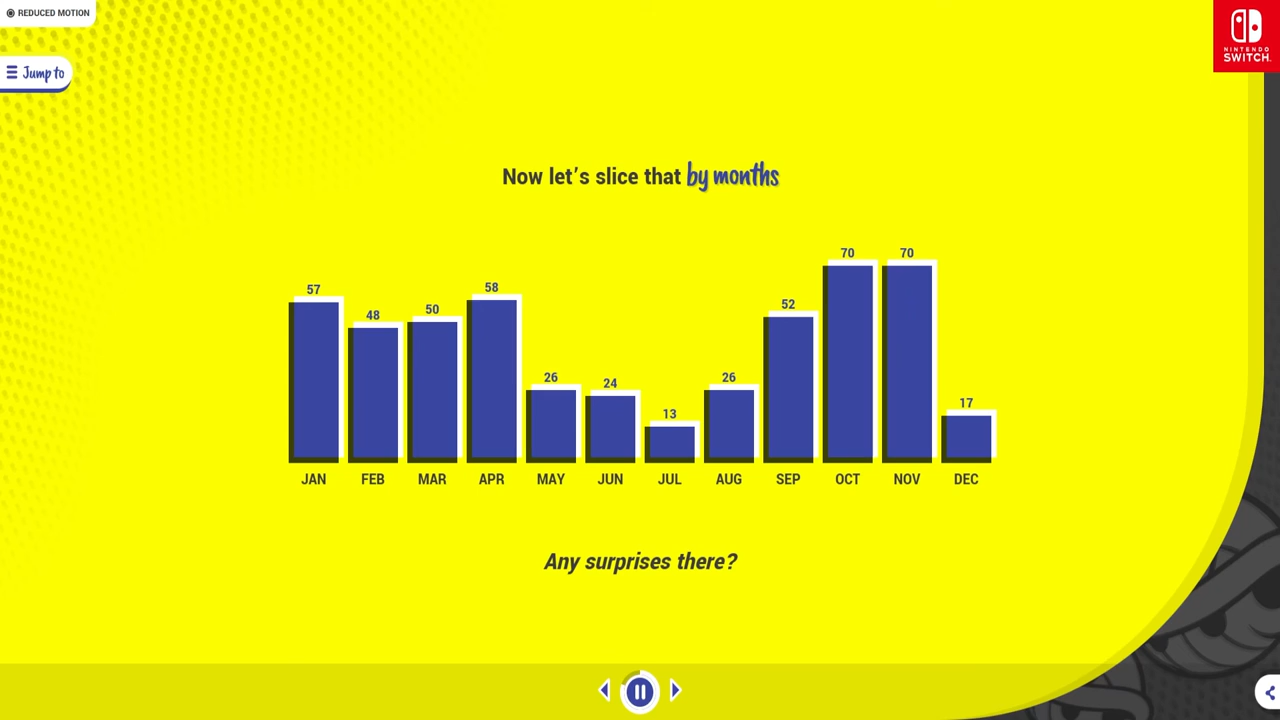 REDUCED MOTION
NINTENDO
SWITCH
Jump to
Now let's slice that by months
57 48 50 58 26 24 13 26 52 70 70 17
JAN FEB MAR APR MAY JUN JUL AUG SEP OCT NOV DEC
Any surprises there?